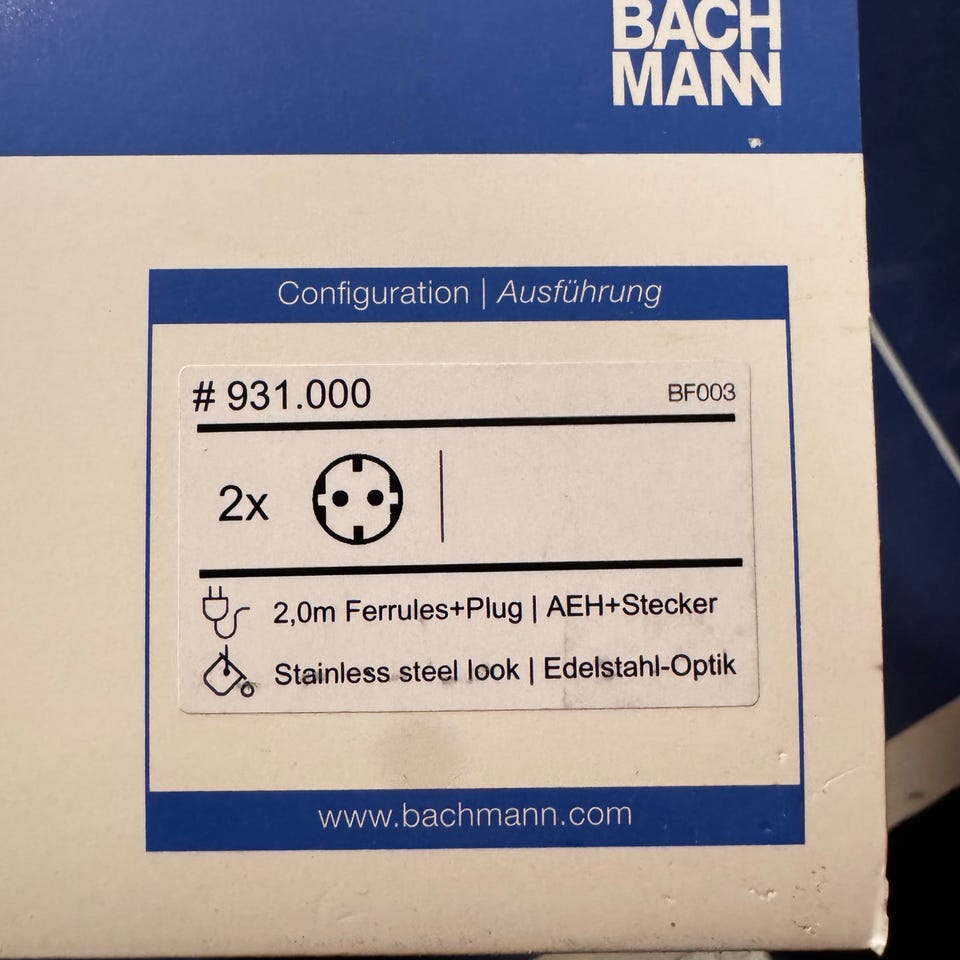 BACH
MANN
Configuration | Ausführung
# 931.000 BF003
2x
2,0m Ferrules+Plug | AEH+Stecker
Stainless steel look | Edelstahl-Optik
www.bachmann.com